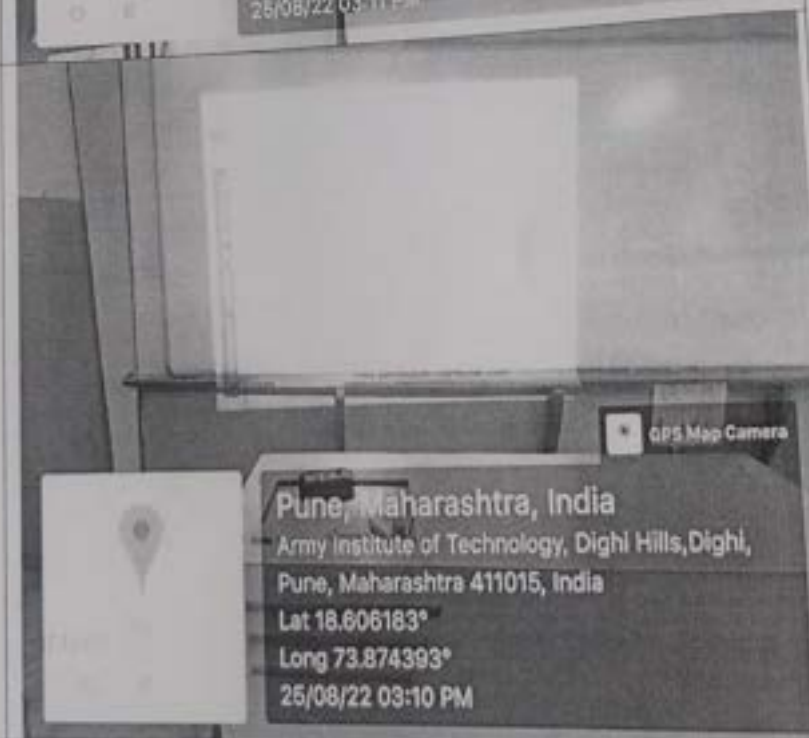 25/08/22 03:11 PM
GPS Map Camera
Pune, Maharashtra, India
Army Institute of Technology, Dighi Hills,Dighi,
Pune, Maharashtra 411015, India
Lat 18.606183°
Long 73.874393°
25/08/22 03:10 PM